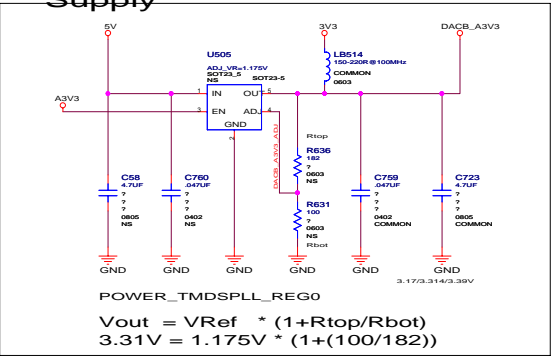 Supply
5V
3V3
DACB_A3V3
U505
ADJ_VR=1.175V
SOT23_5
NS
SOT23-5
LB514
150-220R@100MHz
COMMON
0603
A3V3
1
IN
OUT
5
3
EN
ADJ
4
GND
2
DACB_A3V3_ADJ
Rtop
R636
182
?
0603
NS
C58
4.7UF
?
?
0805
NS
C760
.047UF
?
?
0402
NS
R631
100
?
0603
NS
Rbot
C759
.047UF
?
?
0402
COMMON
C723
4.7UF
?
?
0805
COMMON
GND
GND
GND
GND
GND
GND
3.17/3.314/3.39V
POWER_TMDSPLL_REG0
Vout = VRef * (1+Rtop/Rbot)
3.31V = 1.175V * (1+(100/182))